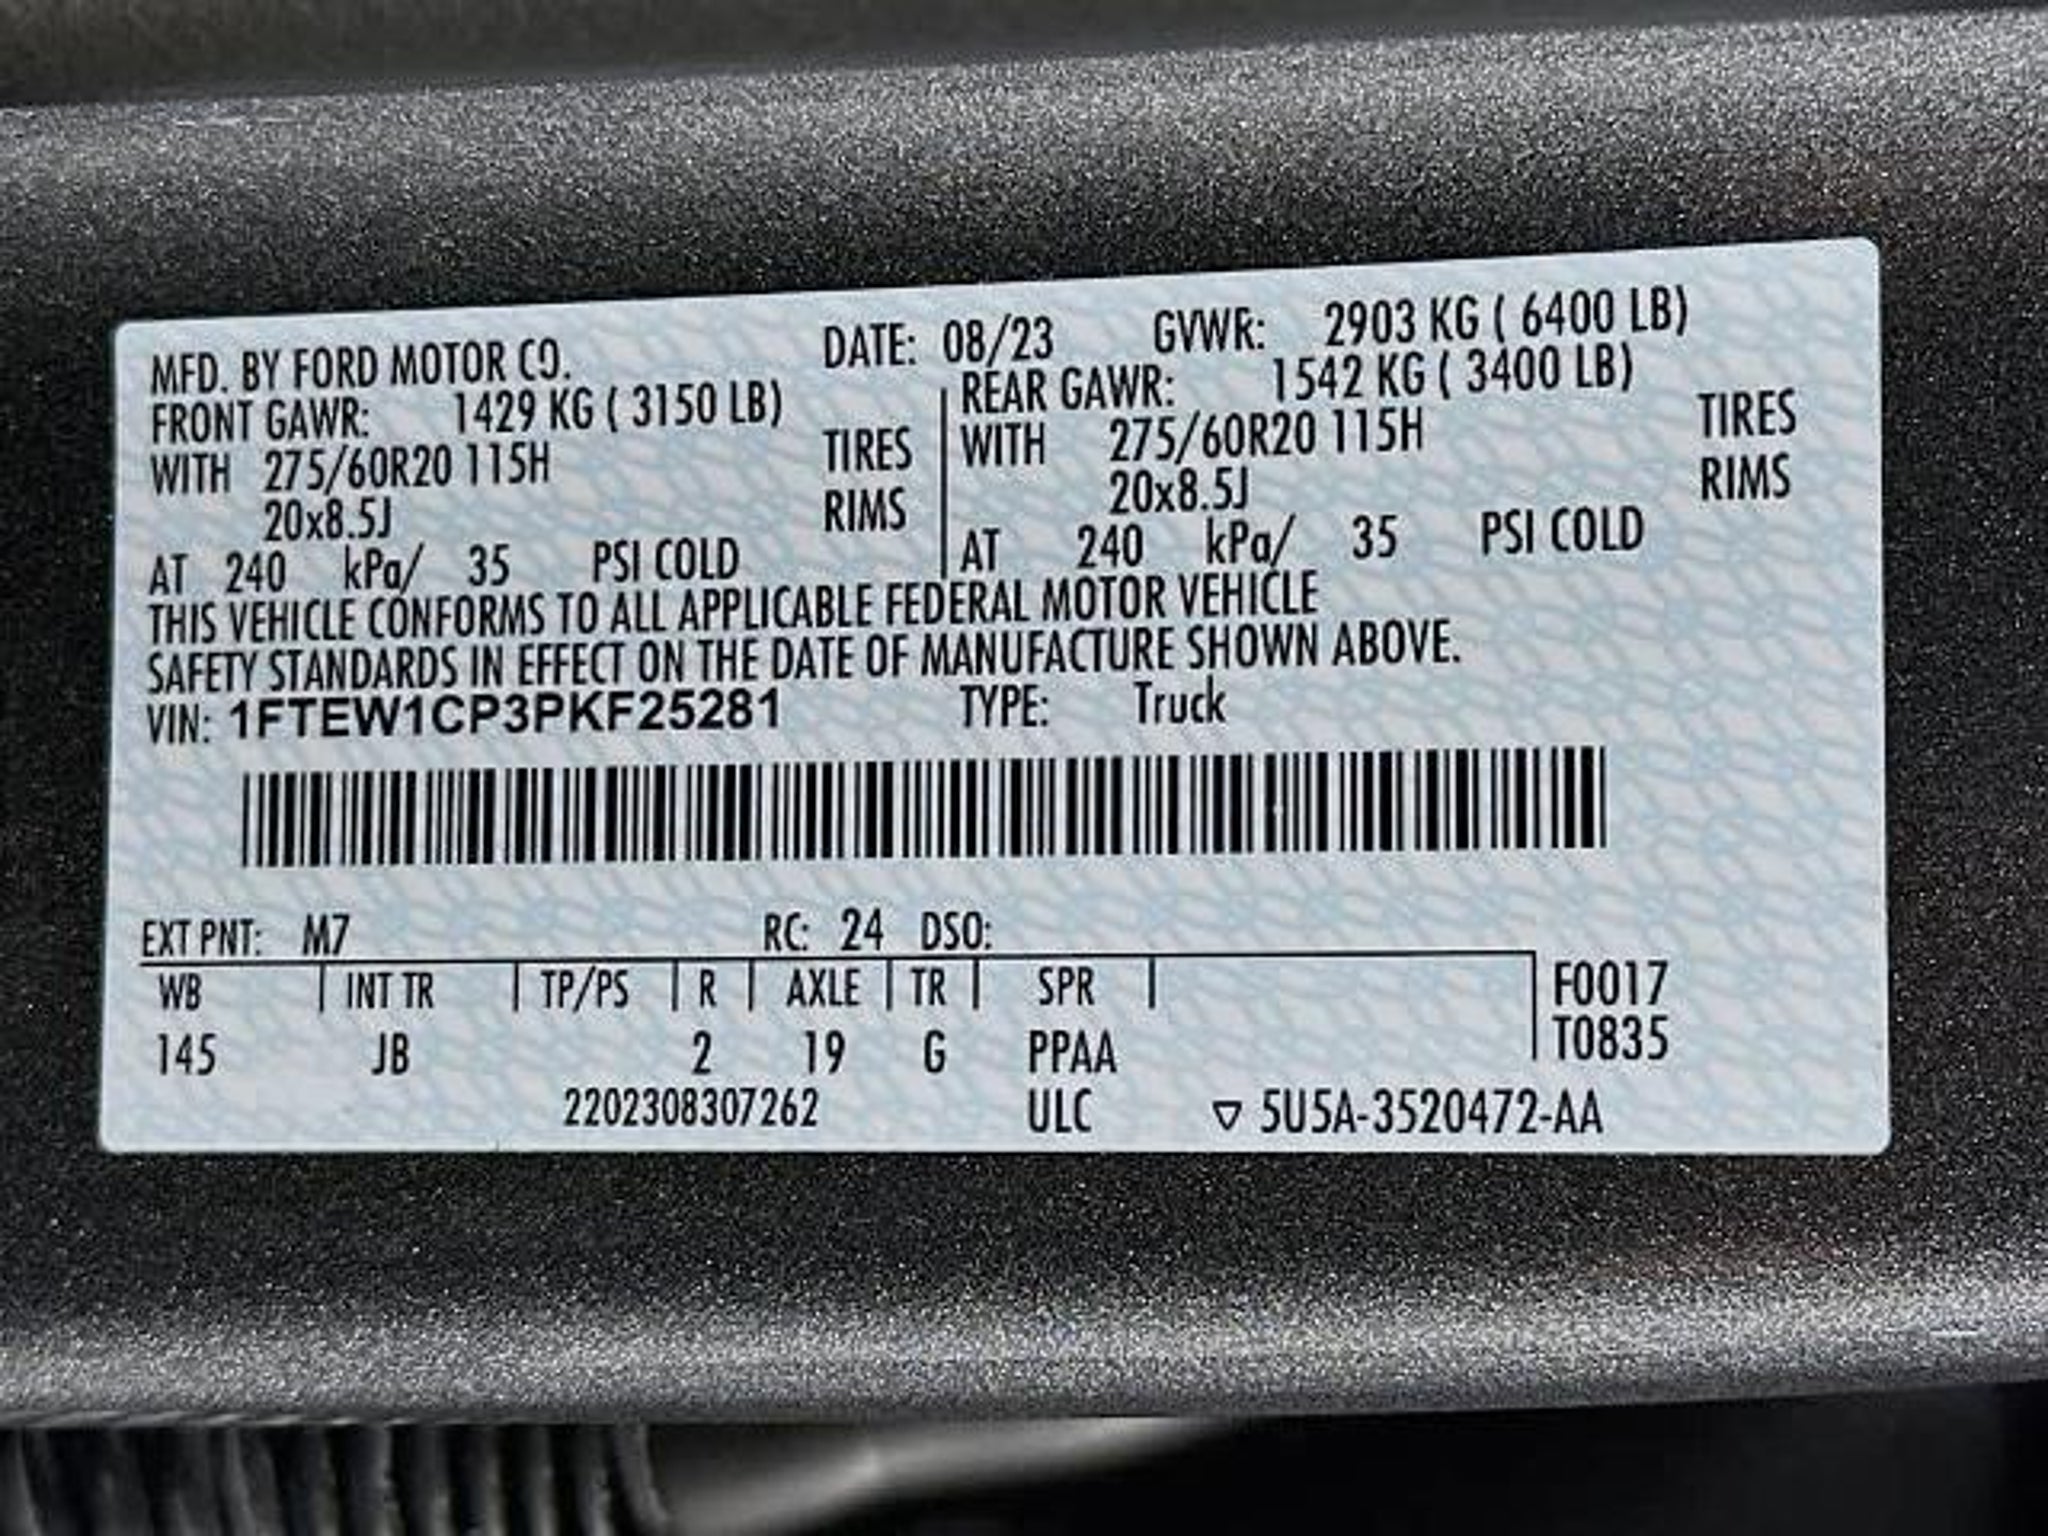 MFD. BY FORD MOTOR CO. DATE: 08/23 GVWR: 2903 KG ( 6400 LB)
FRONT GAWR: 1429 KG ( 3150 LB) REAR GAWR: 1542 KG ( 3400 LB)
WITH 275/60R20 115H TIRES WITH 275/60R20 115H TIRES
20x8.5J RIMS 20x8.5J RIMS
AT 240 kPa/ 35 PSI COLD AT 240 kPa/ 35 PSI COLD
THIS VEHICLE CONFORMS TO ALL APPLICABLE FEDERAL MOTOR VEHICLE
SAFETY STANDARDS IN EFFECT ON THE DATE OF MANUFACTURE SHOWN ABOVE.
VIN: 1FTEW1CP3PKF25281 TYPE: Truck
EXT PNT: M7 RC: 24 DSO:
WB INT TR TP/PS R AXLE TR SPR F0017
145 JB 2 19 G PPAA T0835
2202308307262 ULC ▽ 5U5A-3520472-AA